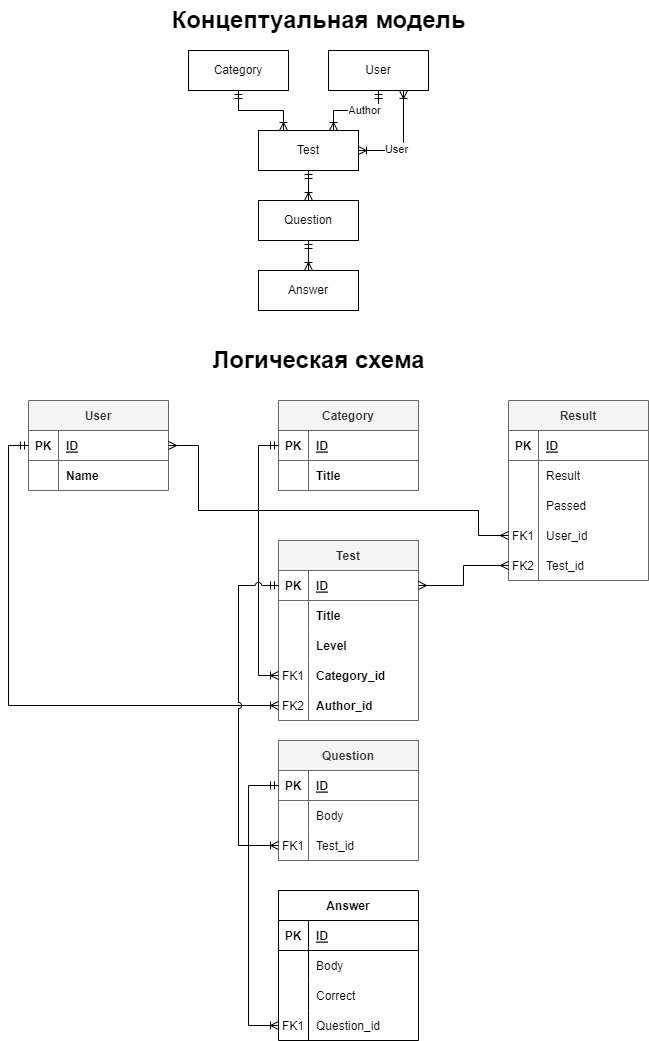 Концептуальная модель
Category
User
Author
Test
User
Question
Answer
Логическая схема
User
PK ID
Name
Category
PK ID
Title
Result
PK ID
Result
Passed
FK1 User_id
FK2 Test_id
Test
PK ID
Title
Level
FK1 Category_id
FK2 Author_id
Question
PK ID
Body
FK1 Test_id
Answer
PK ID
Body
Correct
FK1 Question_id